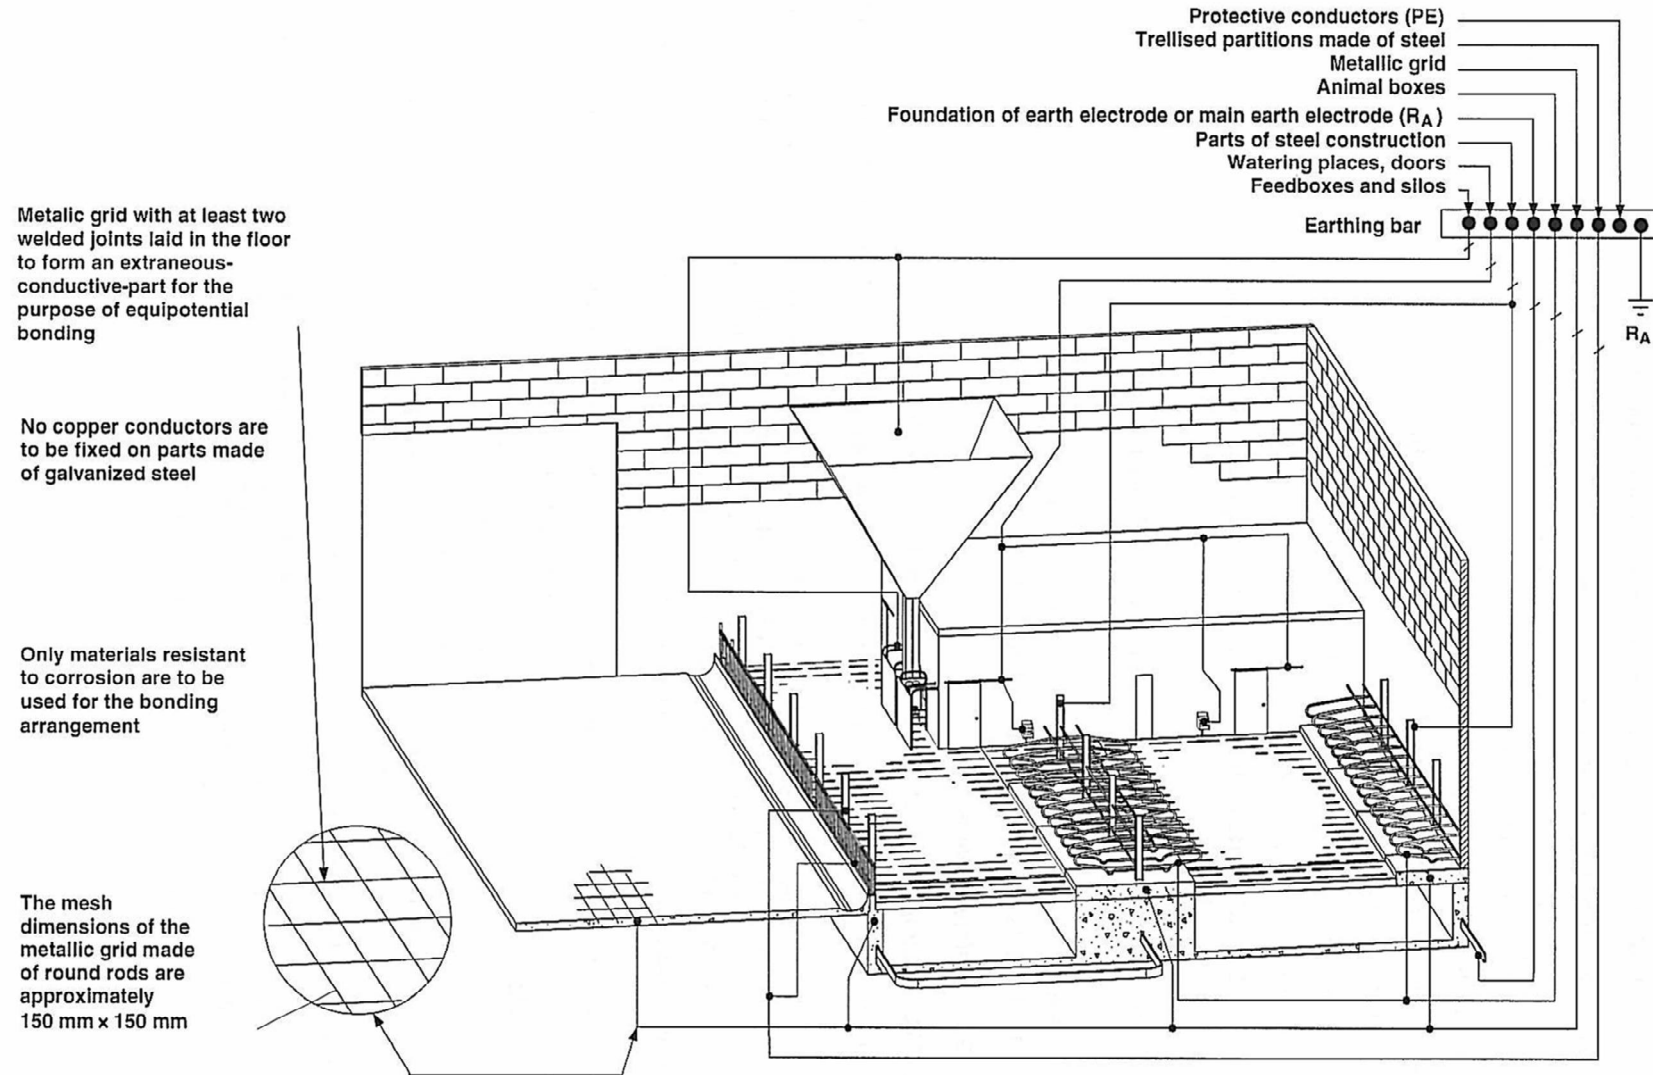 Protective conductors (PE)
Trellised partitions made of steel
Metallic grid
Animal boxes
Foundation of earth electrode or main earth electrode (RA)
Parts of steel construction
Watering places, doors
Feedboxes and silos
Earthing bar
RA
Metalic grid with at least two
welded joints laid in the floor
to form an extraneous-
conductive-part for the
purpose of equipotential
bonding
No copper conductors are
to be fixed on parts made
of galvanized steel
Only materials resistant
to corrosion are to be
used for the bonding
arrangement
The mesh
dimensions of the
metallic grid made
of round rods are
approximately
150 mm x 150 mm